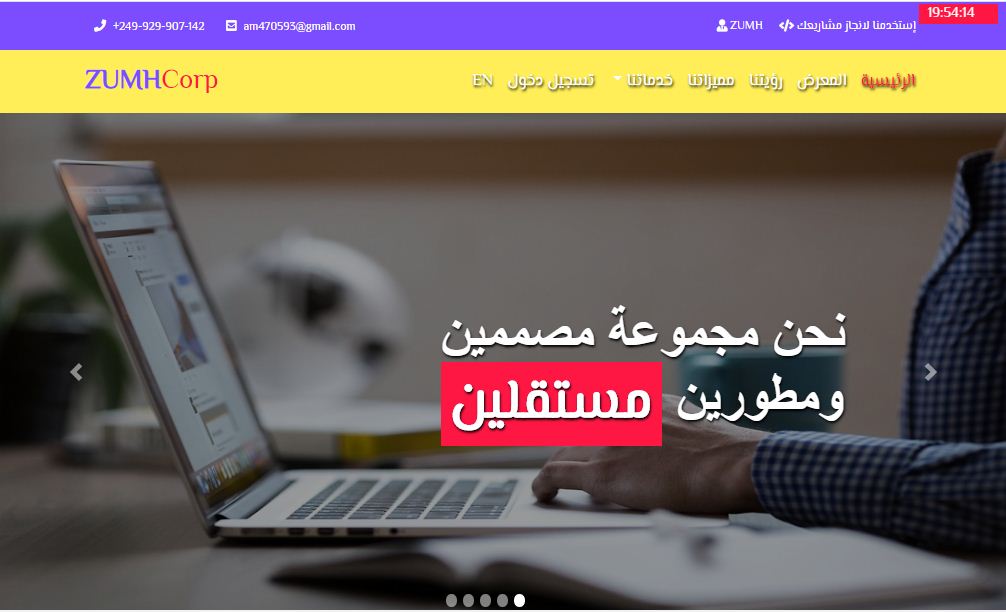 19:54:14
إستخدمنا لانجاز مشاريعك
ZUMH
am470593@gmail.com
+249-929-907-142
الرئيسية
المعرض
رؤيتنا
مميزاتنا
خدماتنا
تسجيل دخول
EN
ZUMHCorp
نحن مجموعة مصممين
ومطورين مستقلين